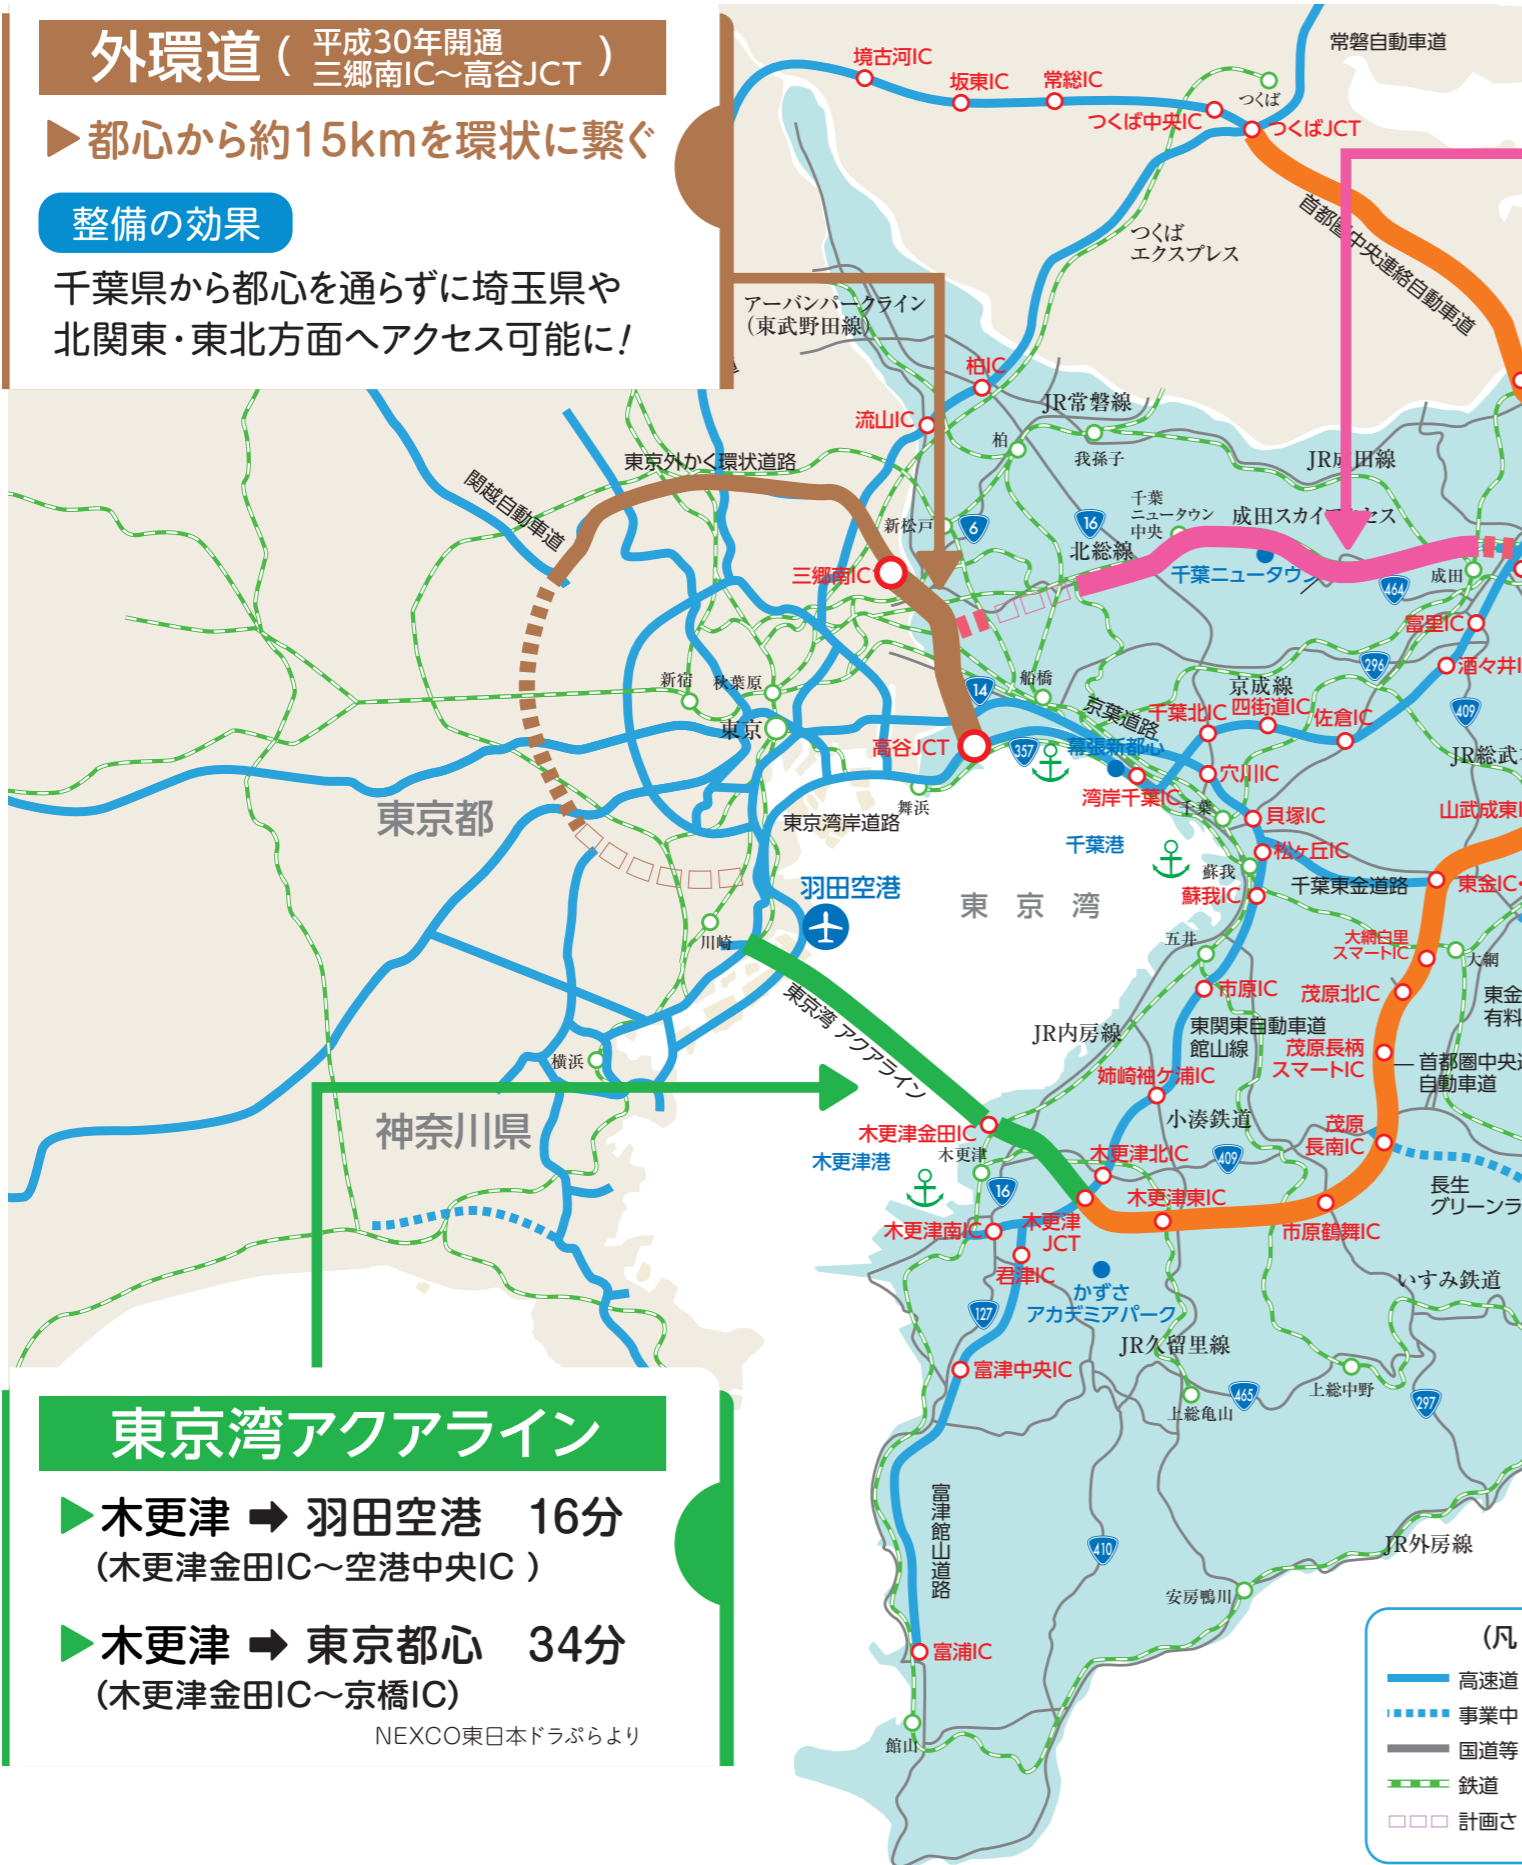 外環道(平成30年開通
三郷南IC〜高谷JCT)
▶都心から約15kmを環状に繋ぐ
整備の効果
千葉県から都心を通らずに埼玉県や
北関東・東北方面へアクセス可能に!
常磐自動車道
境古河IC
坂東IC
常総IC
つくば
つくば中央IC
つくばJCT
首都圏中央連絡自動車道
つくば
エクスプレス
アーバンパークライン
(東武野田線)
柏IC
流山IC
JR常磐線
柏
我孫子
JR成田線
東京外かく環状道路
関越自動車道
新松戸
6
16
千葉
ニュータウン
中央
成田スカイアクセス
北総線
三郷南IC
千葉ニュータウン
464
成田
富里IC
酒々井I
296
409
新宿
秋葉原
東京
船橋
14
京成線
京葉道路
千葉北IC
四街道IC
佐倉IC
高谷JCT
357
幕張新都心
穴川IC
JR総武本
湾岸千葉IC
千葉
貝塚IC
山武成東I
舞浜
東京都
東京湾岸道路
千葉港
松ヶ丘IC
蘇我
蘇我IC
千葉東金道路
東金IC・
羽田空港
東京湾
川崎
五井
大網白里
スマートIC
大網
市原IC
茂原北IC
東金
有料
東京湾 アクアライン
JR内房線
東関東自動車道
館山線
茂原長柄
スマートIC
首都圏中央連
自動車道
横浜
姉崎袖ケ浦IC
小湊鉄道
神奈川県
木更津金田IC
木更津
木更津港
茂原
長南IC
木更津北IC
409
16
木更津東IC
長生
グリーンラ
木更津南IC
木更津
JCT
市原鶴舞IC
君津IC
かずさ
アカデミアパーク
いすみ鉄道
127
JR久留里線
富津中央IC
465
上総中野
上総亀山
297
東京湾アクアライン
▶木更津 ➡ 羽田空港 16分
(木更津金田IC〜空港中央IC )
▶木更津 ➡ 東京都心 34分
(木更津金田IC〜京橋IC)
NEXCO東日本ドラぷらより
富津館山道路
410
JR外房線
安房鴨川
富浦IC
館山
(凡
高速道
事業中
国道等
鉄道
計画さ